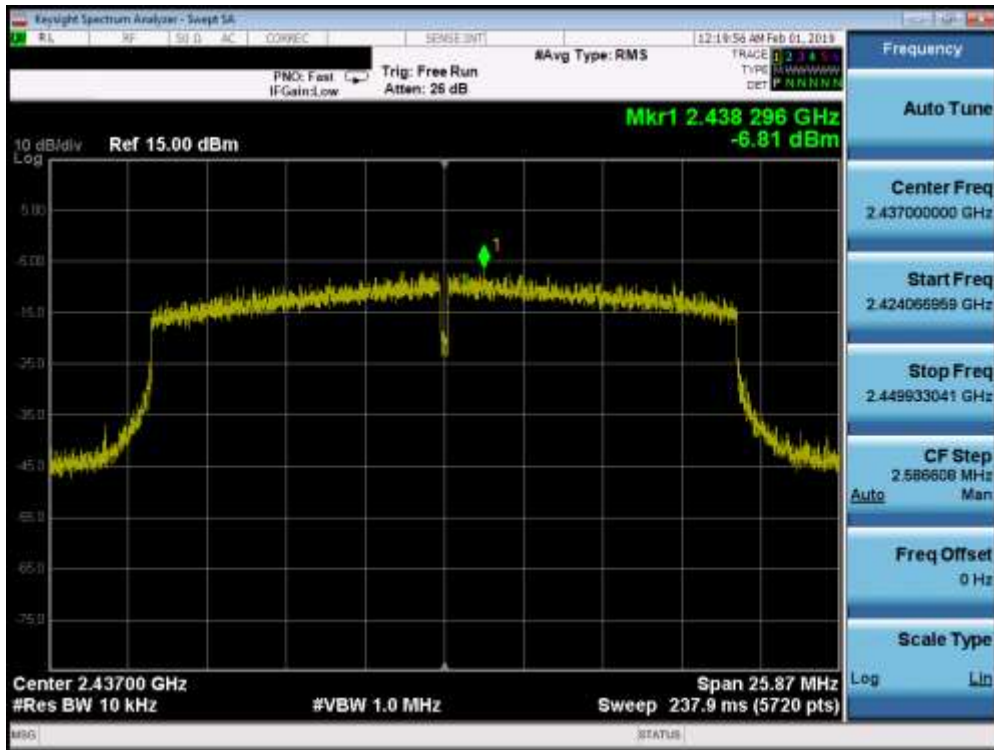 Keysight Spectrum Analyzer - Swept SA
RL RF 50 Ω AC CORREC SENSE:INT 12:19:56 AM Feb 01, 2019
#Avg Type: RMS
TRACE 1 2 3 4 5 6
PNO: Fast Trig: Free Run
TYPE M WWWWW
IFGain:Low Atten: 26 dB
DET P NNNNN
Mkr1 2.438 296 GHz
-6.81 dBm
10 dB/div Ref 15.00 dBm
Log
1
5.00
-5.00
-15.0
-25.0
-35.0
-45.0
-55.0
-65.0
-75.0
Center 2.43700 GHz Span 25.87 MHz
#Res BW 10 kHz #VBW 1.0 MHz Sweep 237.9 ms (5720 pts)
MSG STATUS
Frequency
Auto Tune
Center Freq
2.437000000 GHz
Start Freq
2.424066959 GHz
Stop Freq
2.449933041 GHz
CF Step
2.586608 MHz
Auto Man
Freq Offset
0 Hz
Scale Type
Log Lin